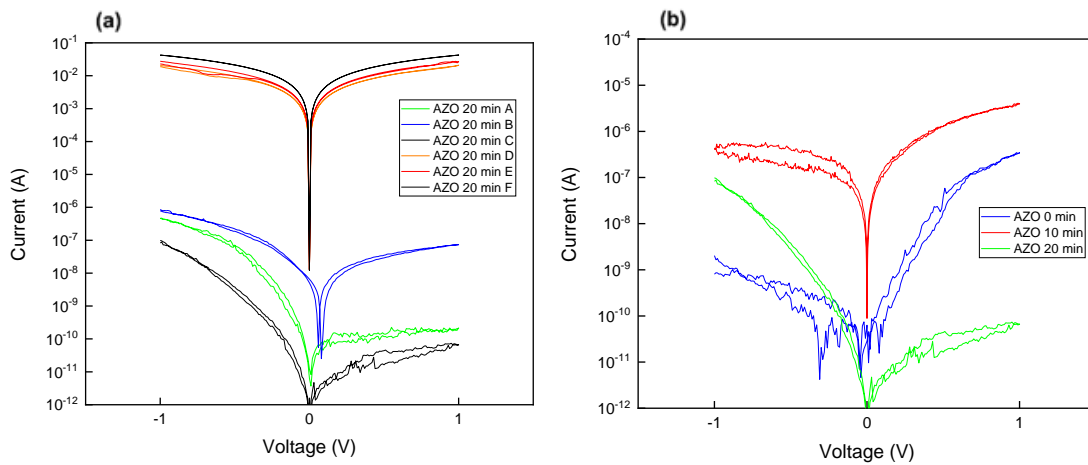 (a)
10^-1
10^-2
10^-3
10^-4
10^-5
10^-6
10^-7
10^-8
10^-9
10^-10
10^-11
10^-12
Current (A)
-1
0
1
Voltage (V)
AZO 20 min A
AZO 20 min B
AZO 20 min C
AZO 20 min D
AZO 20 min E
AZO 20 min F
(b)
10^-4
10^-5
10^-6
10^-7
10^-8
10^-9
10^-10
10^-11
10^-12
Current (A)
-1
0
1
Voltage (V)
AZO 0 min
AZO 10 min
AZO 20 min